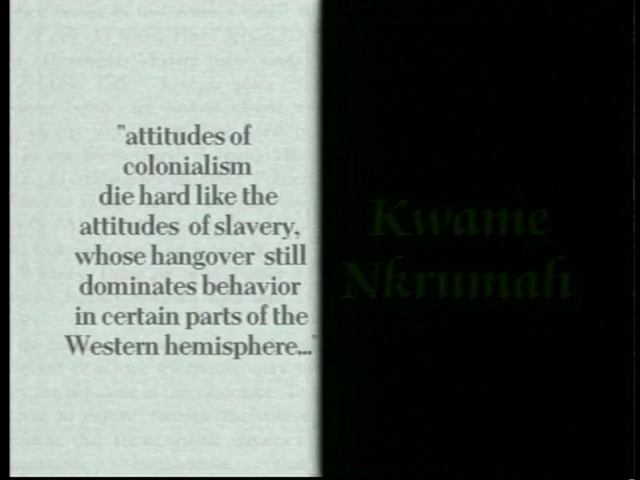 "attitudes of
colonialism
die hard like the
attitudes of slavery,
whose hangover still
dominates behavior
in certain parts of the
Western hemisphere..."
Kwame
Nkrumah